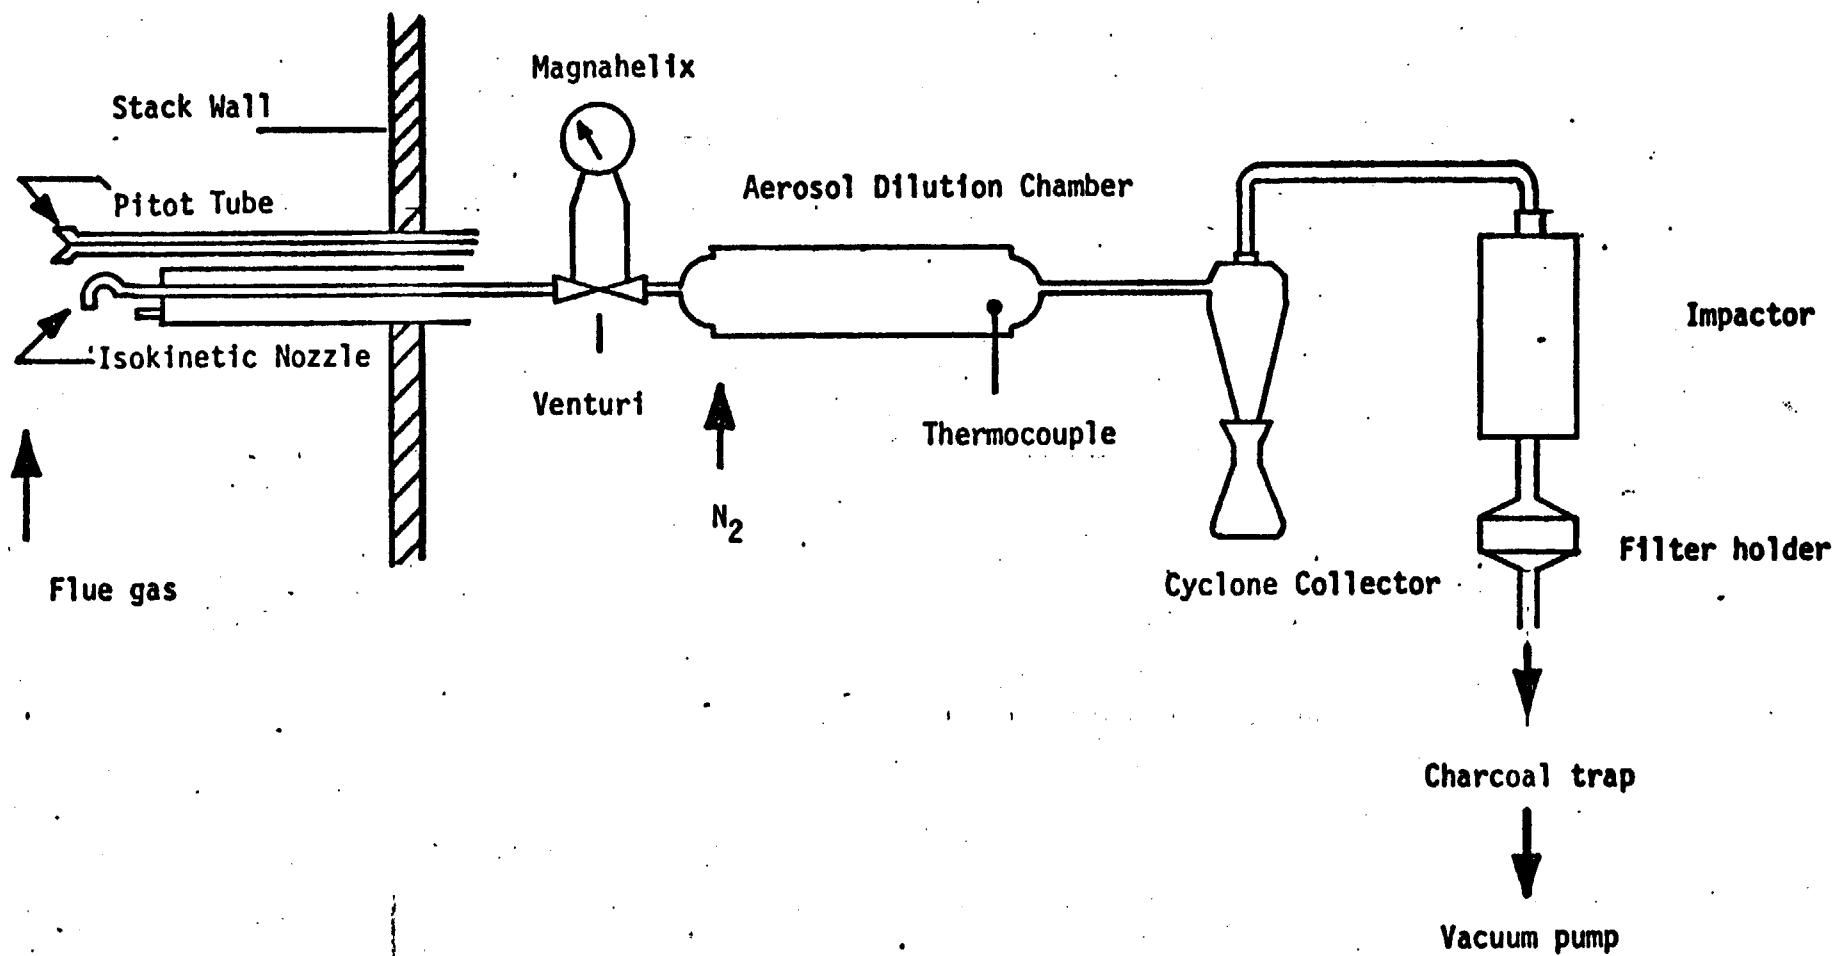 Magnahelix
Stack Wall
Aerosol Dilution Chamber
Pitot Tube
Impactor
Isokinetic Nozzle
Venturi
Thermocouple
N2
Filter holder
Flue gas
Cyclone Collector
Charcoal trap
Vacuum pump